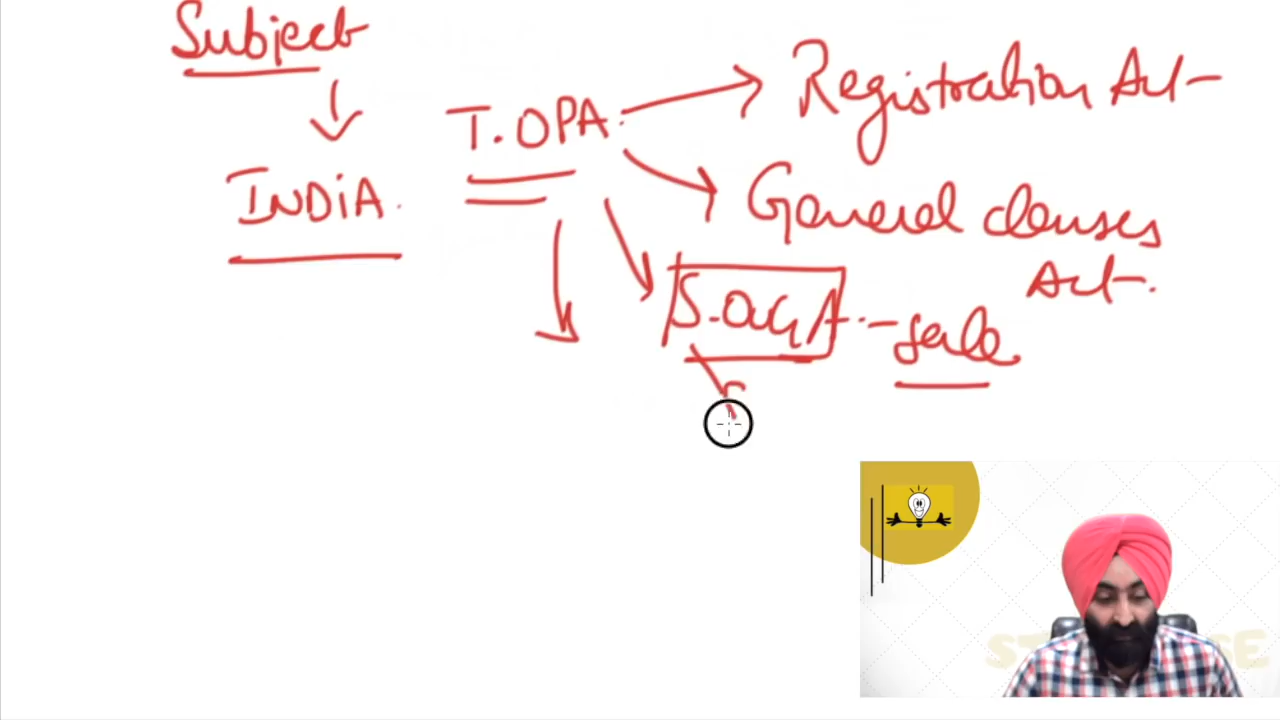 Subject
INDIA.
T. OPA.
Registration Act
General clauses
Act.
S.OGA. - sale